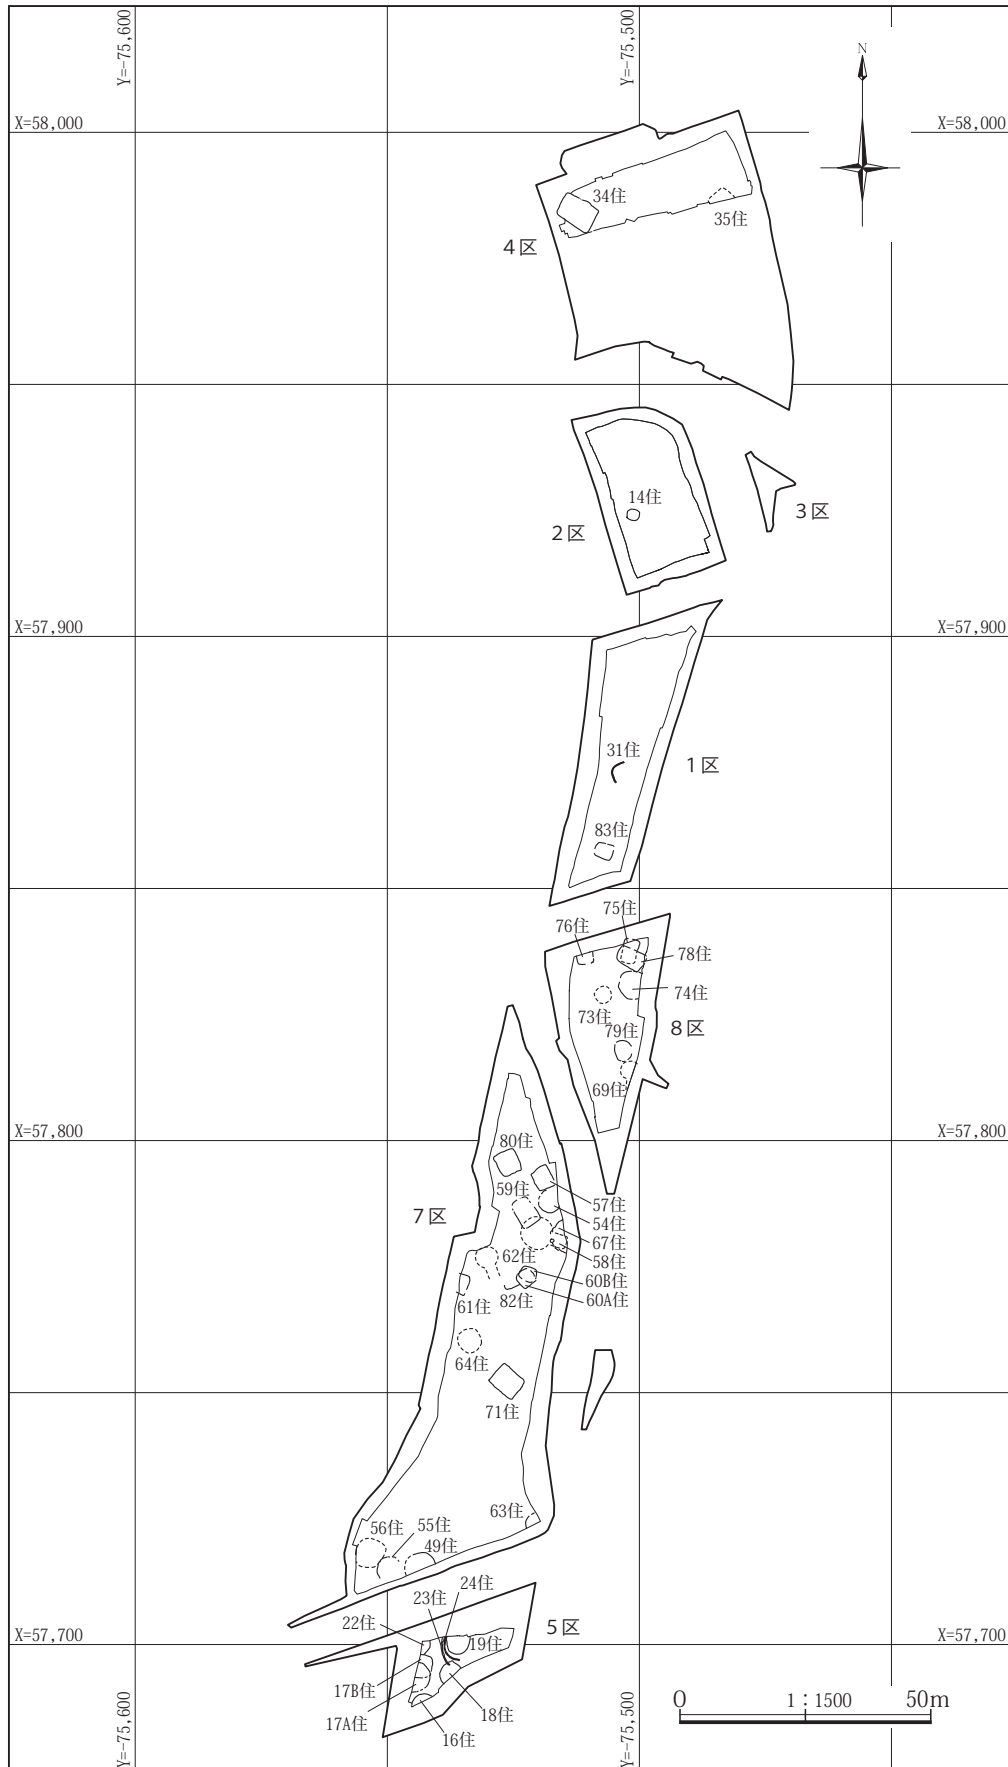 Y=-75,600
Y=-75,500
N
X=58,000
X=58,000
34住
35住
4区
14住
3区
2区
X=57,900
X=57,900
31住
1区
83住
75住
76住
78住
74住
73住
79住
8区
69住
X=57,800
X=57,800
80住
59住
57住
7区
54住
67住
62住
58住
60B住
61住
82住
60A住
64住
71住
63住
56住
55住
49住
24住
23住
22住
5区
X=57,700
19住
X=57,700
17B住
17A住
18住
16住
Y=-75,600
Y=-75,500
0
1:1500
50m